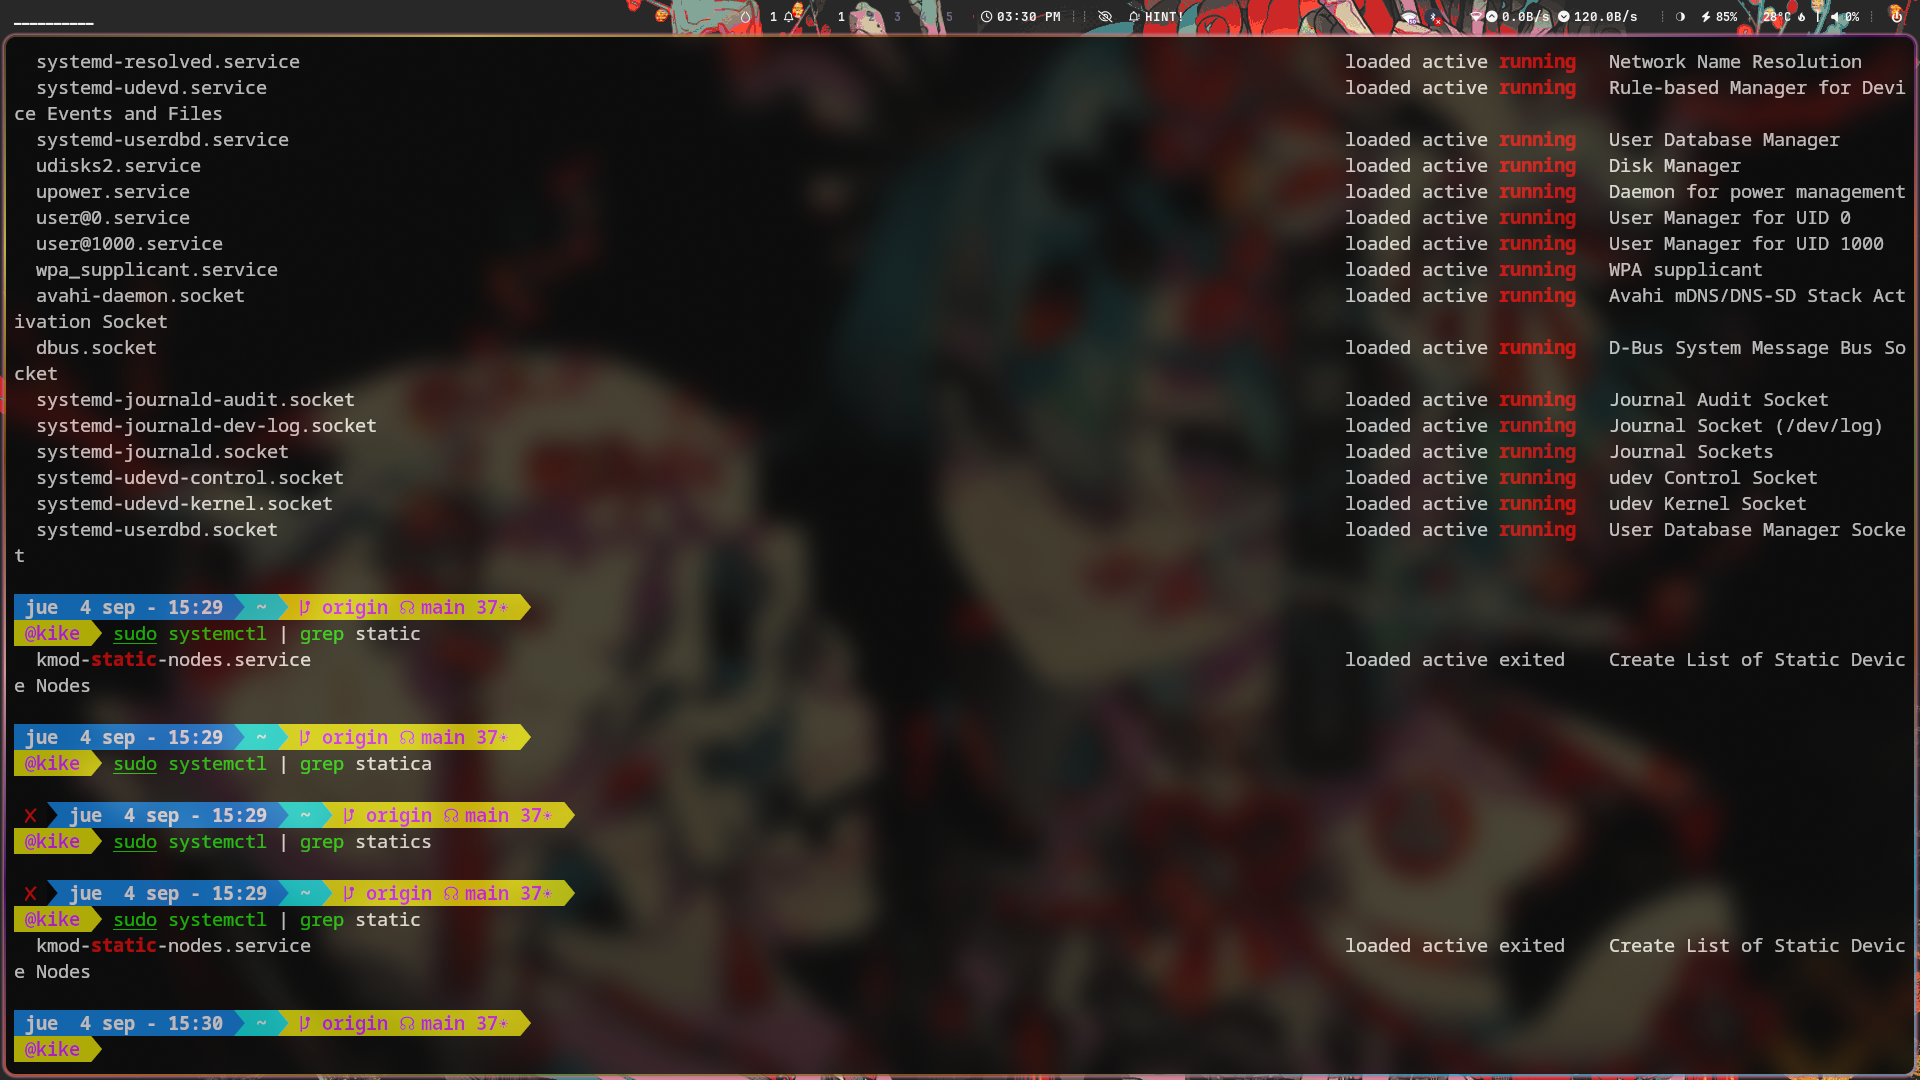 __________ 1 1 2 3 5 03:30 PM HINT! 0.0B/s 120.0B/s 85% 28°C 0%
systemd-resolved.service loaded active running Network Name Resolution
systemd-udevd.service loaded active running Rule-based Manager for Devi
ce Events and Files
systemd-userdbd.service loaded active running User Database Manager
udisks2.service loaded active running Disk Manager
upower.service loaded active running Daemon for power management
user@0.service loaded active running User Manager for UID 0
user@1000.service loaded active running User Manager for UID 1000
wpa_supplicant.service loaded active running WPA supplicant
avahi-daemon.socket loaded active running Avahi mDNS/DNS-SD Stack Act
ivation Socket
dbus.socket loaded active running D-Bus System Message Bus So
cket
systemd-journald-audit.socket loaded active running Journal Audit Socket
systemd-journald-dev-log.socket loaded active running Journal Socket (/dev/log)
systemd-journald.socket loaded active running Journal Sockets
systemd-udevd-control.socket loaded active running udev Control Socket
systemd-udevd-kernel.socket loaded active running udev Kernel Socket
systemd-userdbd.socket loaded active running User Database Manager Socke
t
jue 4 sep - 15:29 ~ origin main 37
@kike sudo systemctl | grep static
kmod-static-nodes.service loaded active exited Create List of Static Devic
e Nodes
jue 4 sep - 15:29 ~ origin main 37
@kike sudo systemctl | grep statica
X jue 4 sep - 15:29 ~ origin main 37
@kike sudo systemctl | grep statics
X jue 4 sep - 15:29 ~ origin main 37
@kike sudo systemctl | grep static
kmod-static-nodes.service loaded active exited Create List of Static Devic
e Nodes
jue 4 sep - 15:30 ~ origin main 37
@kike